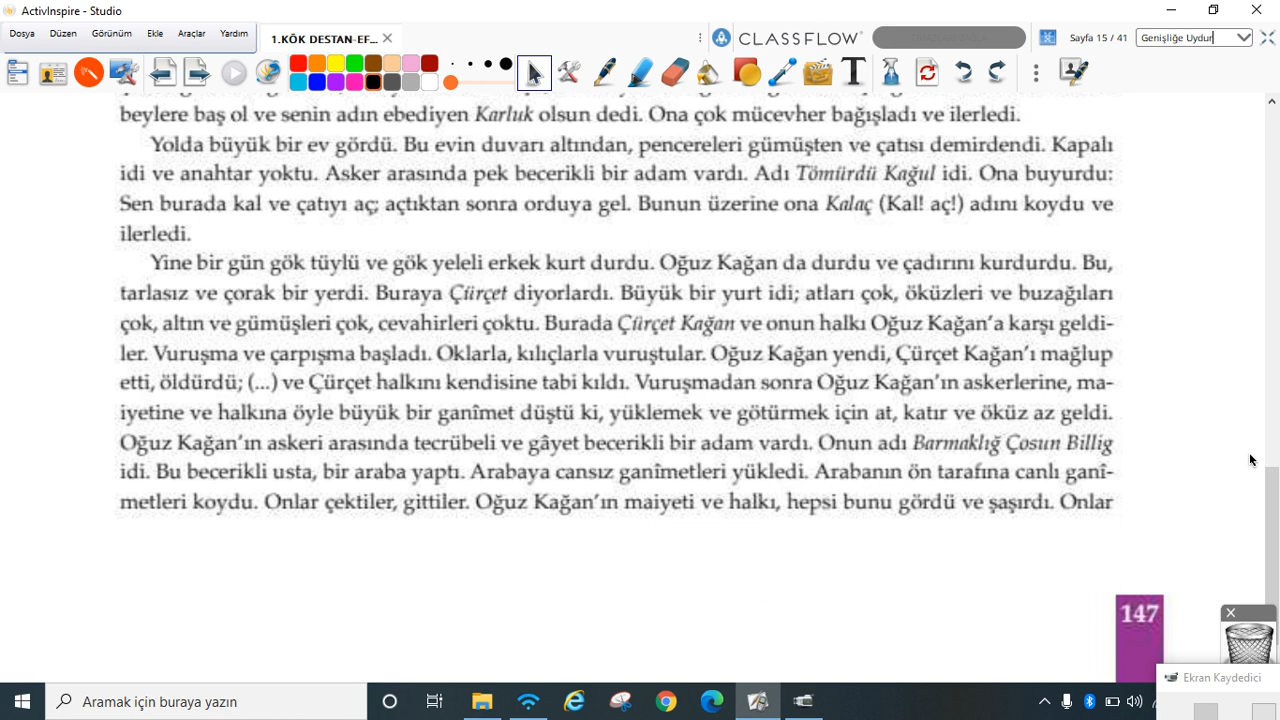 ActivInspire - Studio
Dosya Düzen Görünüm Ekle Araçlar Yardım
1.KÖK DESTAN-EF...
CLASSFLOW
Sayfa 15 / 41
Genişliğe Uydur
beylere baş ol ve senin adın ebediyen Karluk olsun dedi. Ona çok mücevher bağışladı ve ilerledi.
Yolda büyük bir ev gördü. Bu evin duvarı altından, pencereleri gümüşten ve çatısı demirdendi. Kapalı
idi ve anahtar yoktu. Asker arasında pek becerikli bir adam vardı. Adı Tömürdü Kağul idi. Ona buyurdu:
Sen burada kal ve çatıyı aç; açtıktan sonra orduya gel. Bunun üzerine ona Kalaç (Kal! aç!) adını koydu ve
ilerledi.
Yine bir gün gök tüylü ve gök yeleli erkek kurt durdu. Oğuz Kağan da durdu ve çadırını kurdurdu. Bu,
tarlasız ve çorak bir yerdi. Buraya Çürçet diyorlardı. Büyük bir yurt idi; atları çok, öküzleri ve buzağıları
çok, altın ve gümüşleri çok, cevahirleri çoktu. Burada Çürçet Kağan ve onun halkı Oğuz Kağan'a karşı geldi-
ler. Vuruşma ve çarpışma başladı. Oklarla, kılıçlarla vuruştular. Oğuz Kağan yendi, Çürçet Kağan'ı mağlup
etti, öldürdü; (...) ve Çürçet halkını kendisine tabi kıldı. Vuruşmadan sonra Oğuz Kağan'ın askerlerine, ma-
iyetine ve halkına öyle büyük bir ganîmet düştü ki, yüklemek ve götürmek için at, katır ve öküz az geldi.
Oğuz Kağan'ın askeri arasında tecrübeli ve gâyet becerikli bir adam vardı. Onun adı Barmaklığ Çosun Billig
idi. Bu becerikli usta, bir araba yaptı. Arabaya cansız ganîmetleri yükledi. Arabanın ön tarafına canlı ganî-
metleri koydu. Onlar çektiler, gittiler. Oğuz Kağan'ın maiyeti ve halkı, hepsi bunu gördü ve şaşırdı. Onlar
147
Ekran Kaydedici
Aramak için buraya yazın